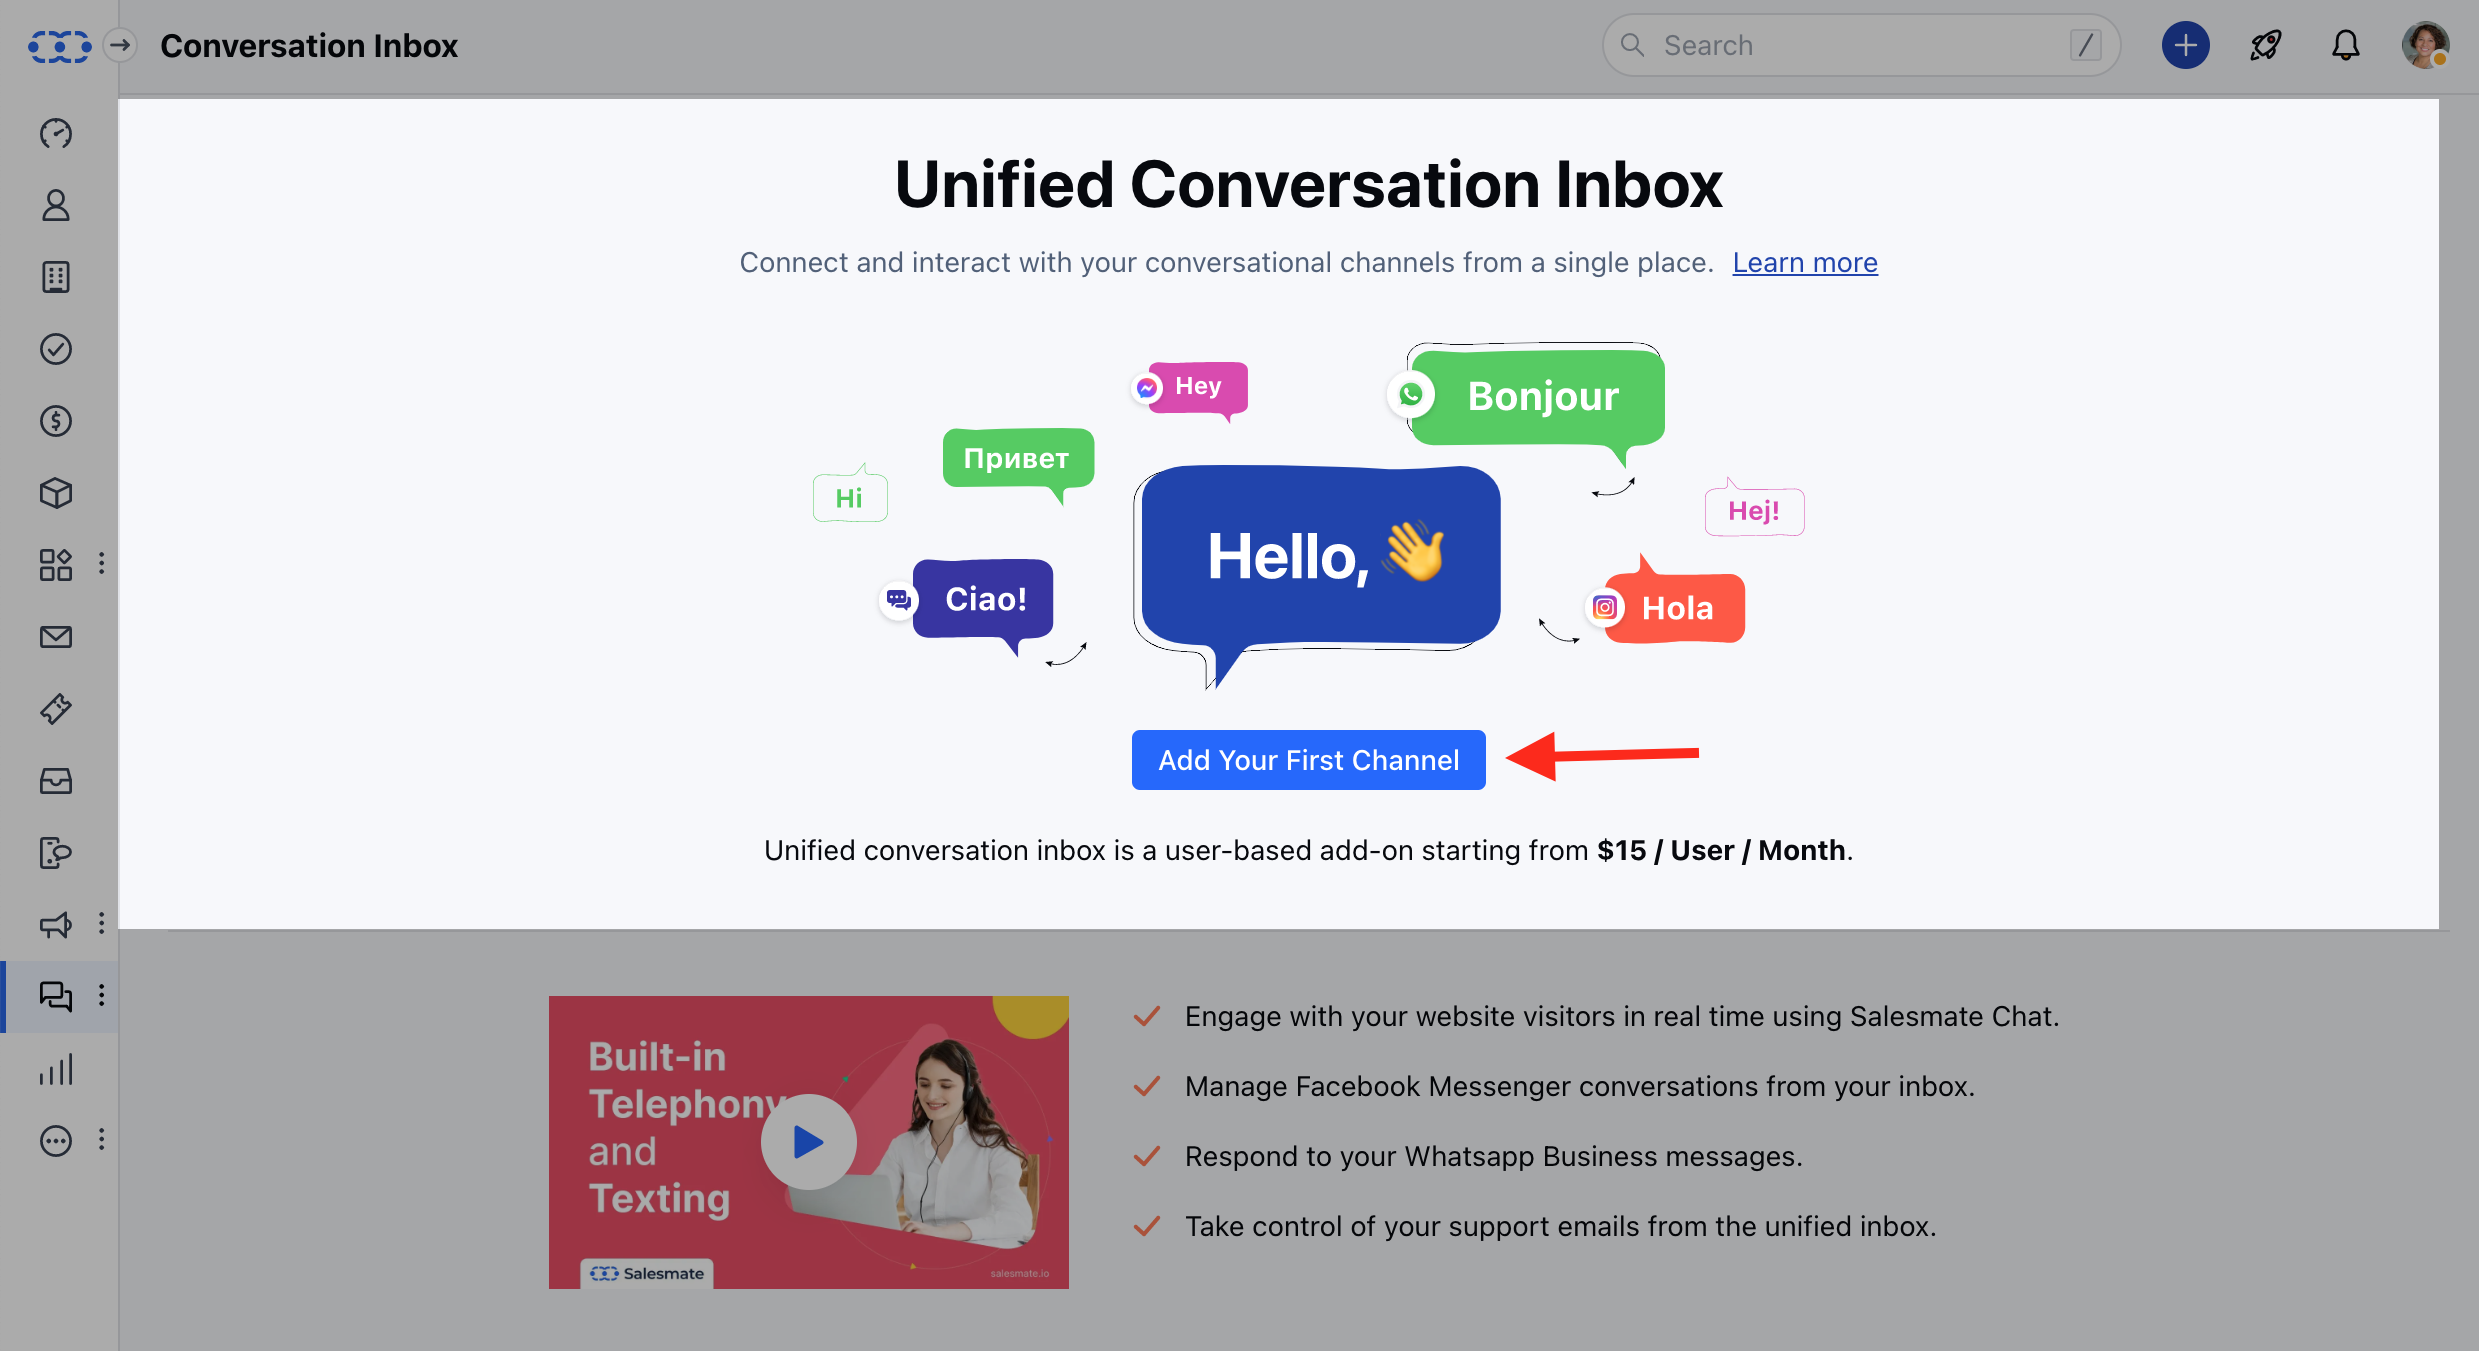 Conversation Inbox
Search
/
Unified Conversation Inbox
Connect and interact with your conversational channels from a single place. Learn more
Hey
Bonjour
Привет
Hi
Hello, 👋
Hej!
Ciao!
Hola
Add Your First Channel
Unified conversation inbox is a user-based add-on starting from $15 / User / Month.
Built-in
Telephony
and
Texting
Salesmate
salesmate.io
Engage with your website visitors in real time using Salesmate Chat.
Manage Facebook Messenger conversations from your inbox.
Respond to your Whatsapp Business messages.
Take control of your support emails from the unified inbox.